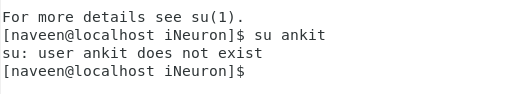 For more details see su(1).
[naveen@localhost iNeuron]$ su ankit
su: user ankit does not exist
[naveen@localhost iNeuron]$